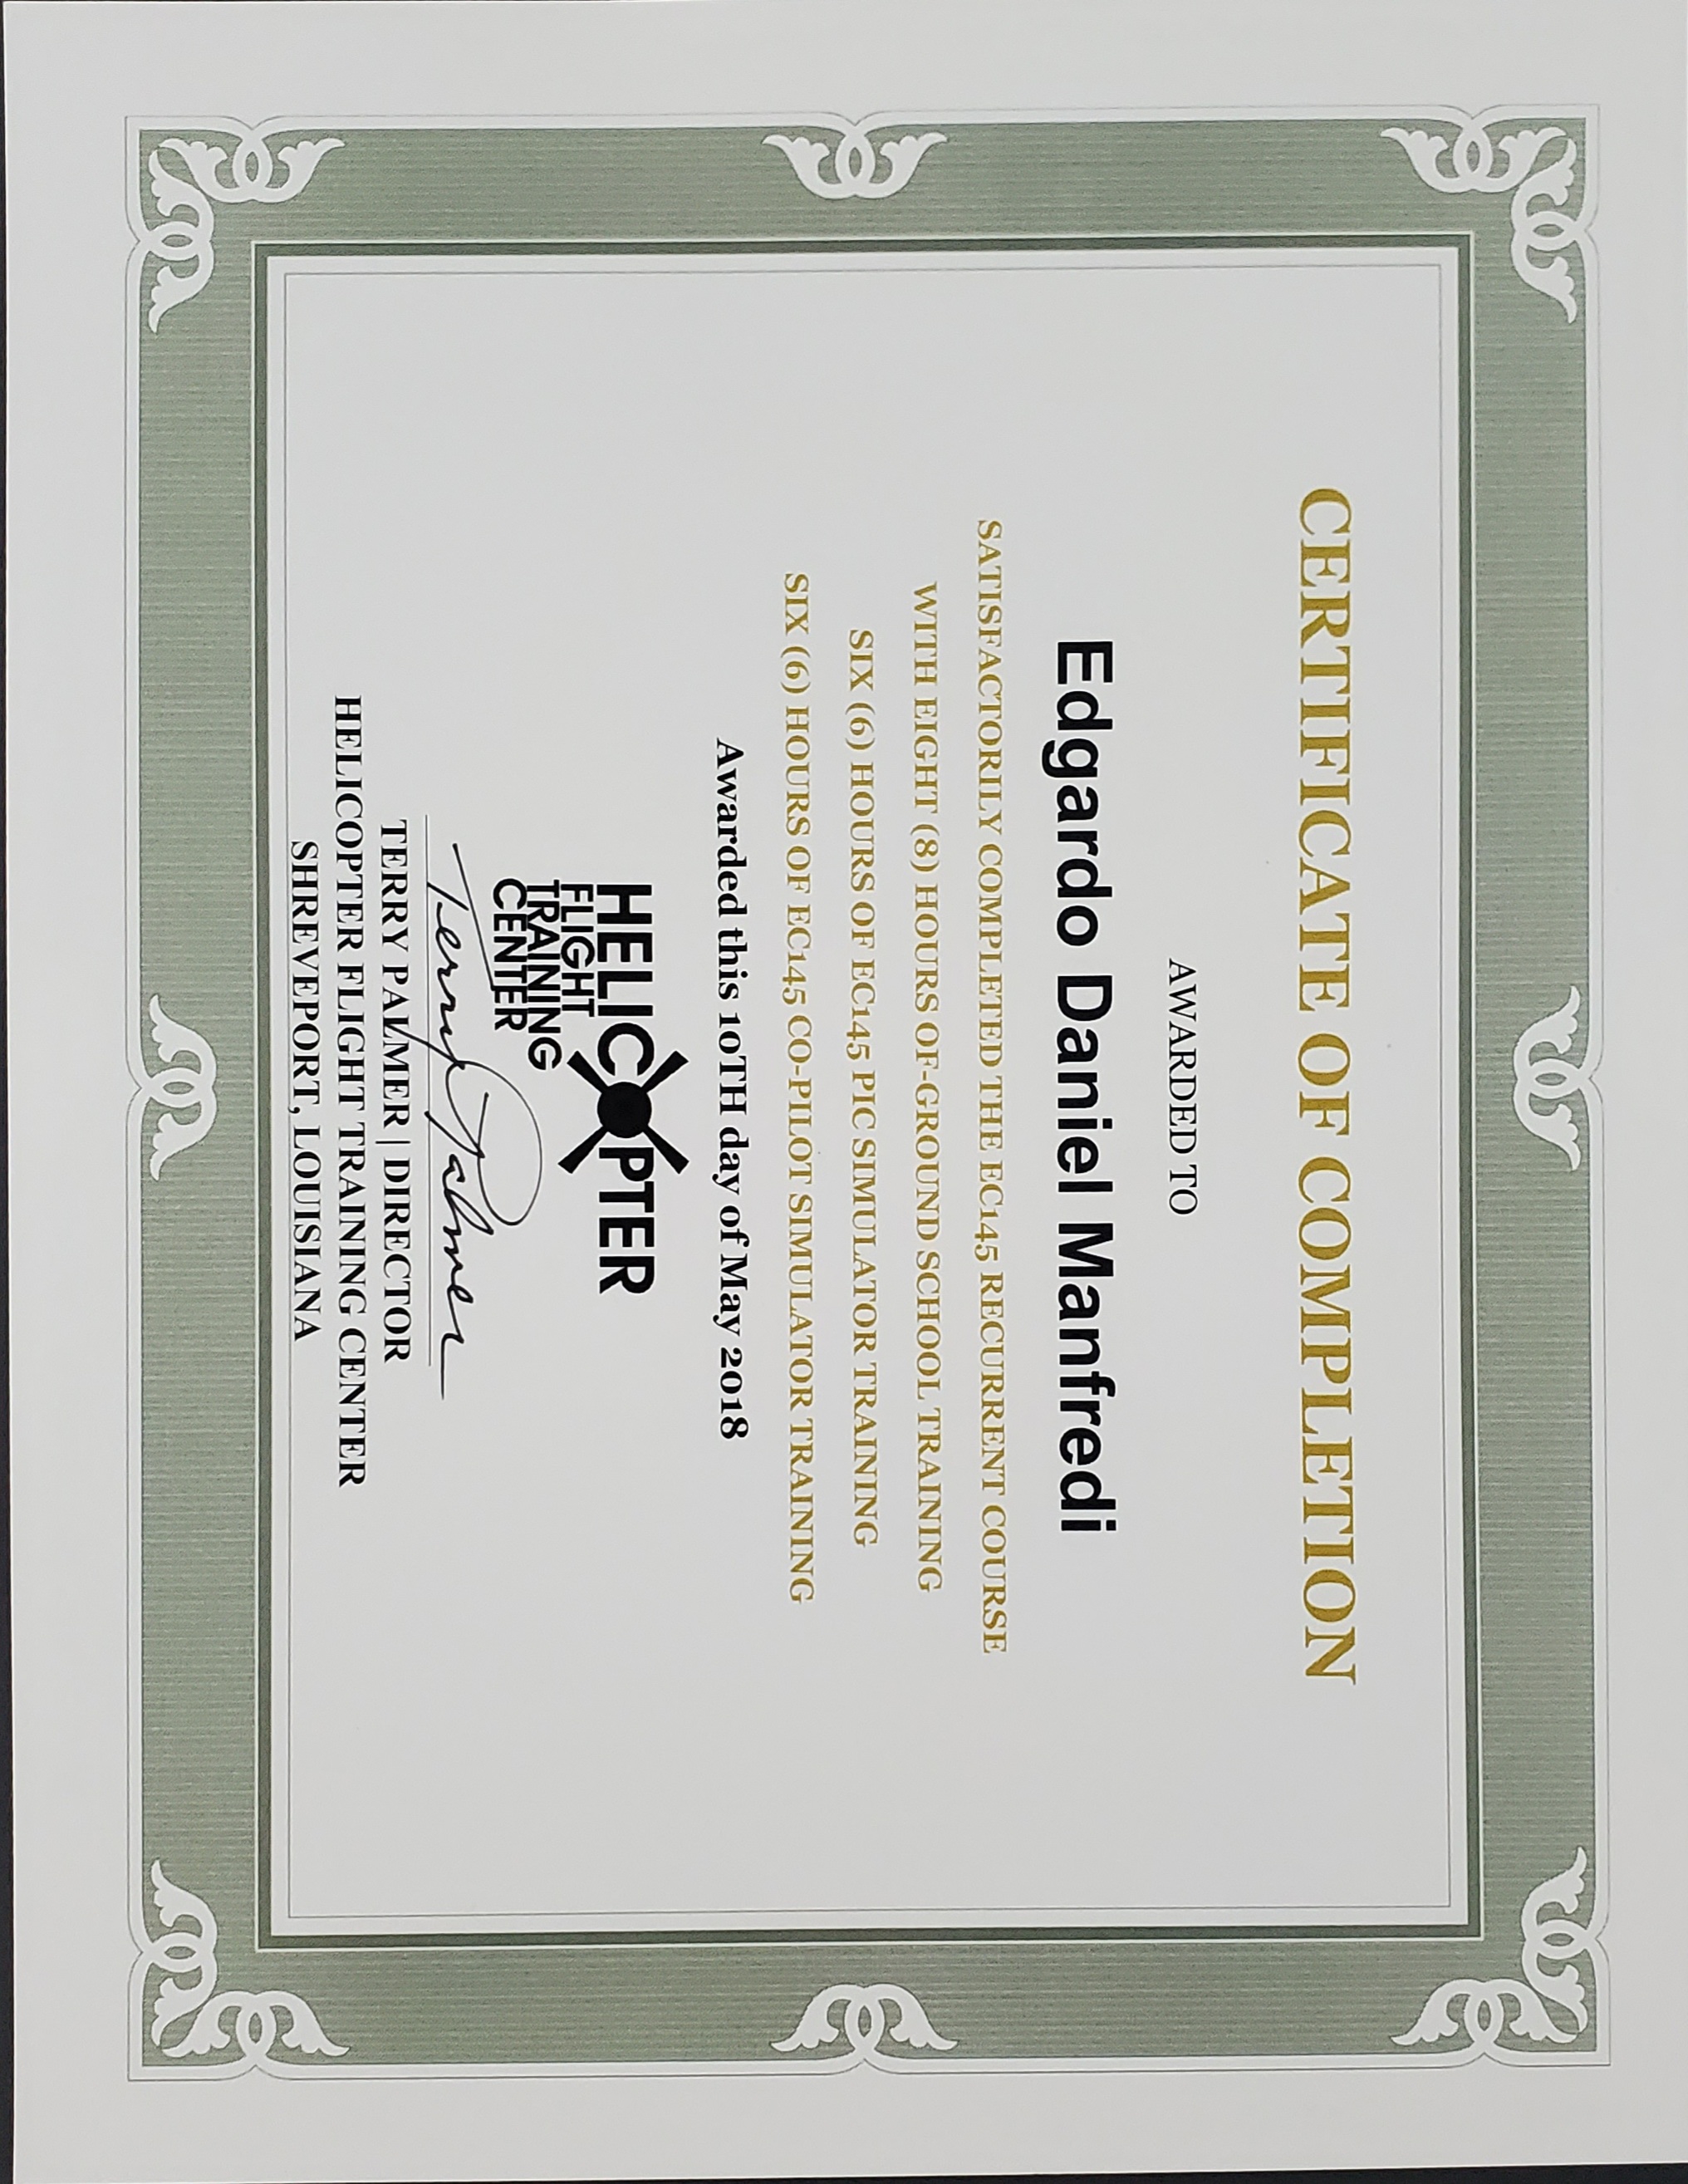 CERTIFICATE OF COMPLETION
AWARDED TO
Edgardo Daniel Manfredi
SATISFACTORILY COMPLETED THE EC145 RECURRENT COURSE
WITH EIGHT (8) HOURS OF-GROUND SCHOOL TRAINING
SIX (6) HOURS OF EC145 PIC SIMULATOR TRAINING
SIX (6) HOURS OF EC145 CO-PILOT SIMULATOR TRAINING
Awarded this 10TH day of May 2018
HELICOPTER
FLIGHT
TRAINING
CENTER
Terry Palmer
TERRY PALMER | DIRECTOR
HELICOPTER FLIGHT TRAINING CENTER
SHREVEPORT, LOUISIANA